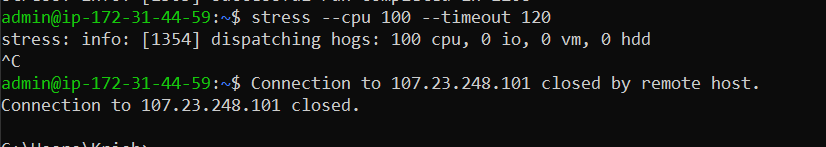 admin@ip-172-31-44-59:~$ stress --cpu 100 --timeout 120
stress: info: [1354] dispatching hogs: 100 cpu, 0 io, 0 vm, 0 hdd
^C
admin@ip-172-31-44-59:~$ Connection to 107.23.248.101 closed by remote host.
Connection to 107.23.248.101 closed.